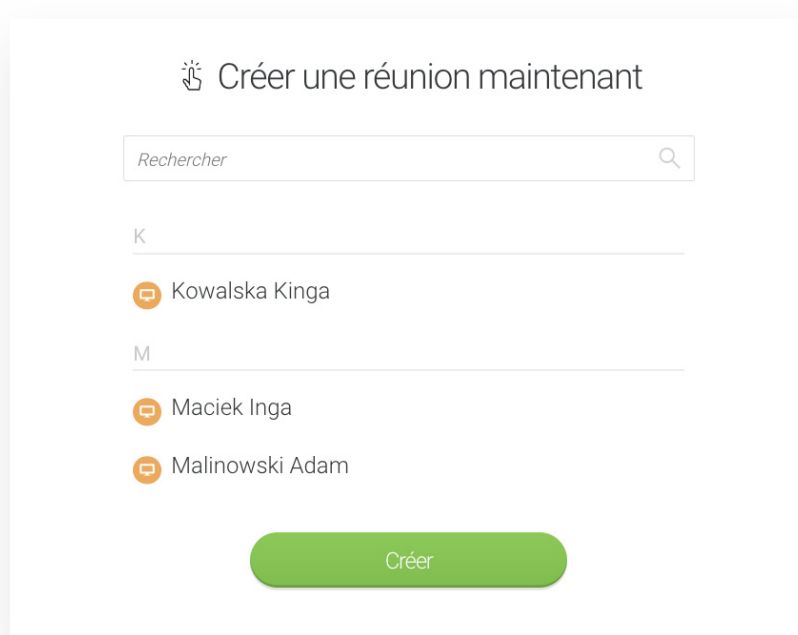 Créer une réunion maintenant
Rechercher
K
Kowalska Kinga
M
Maciek Inga
Malinowski Adam
Créer